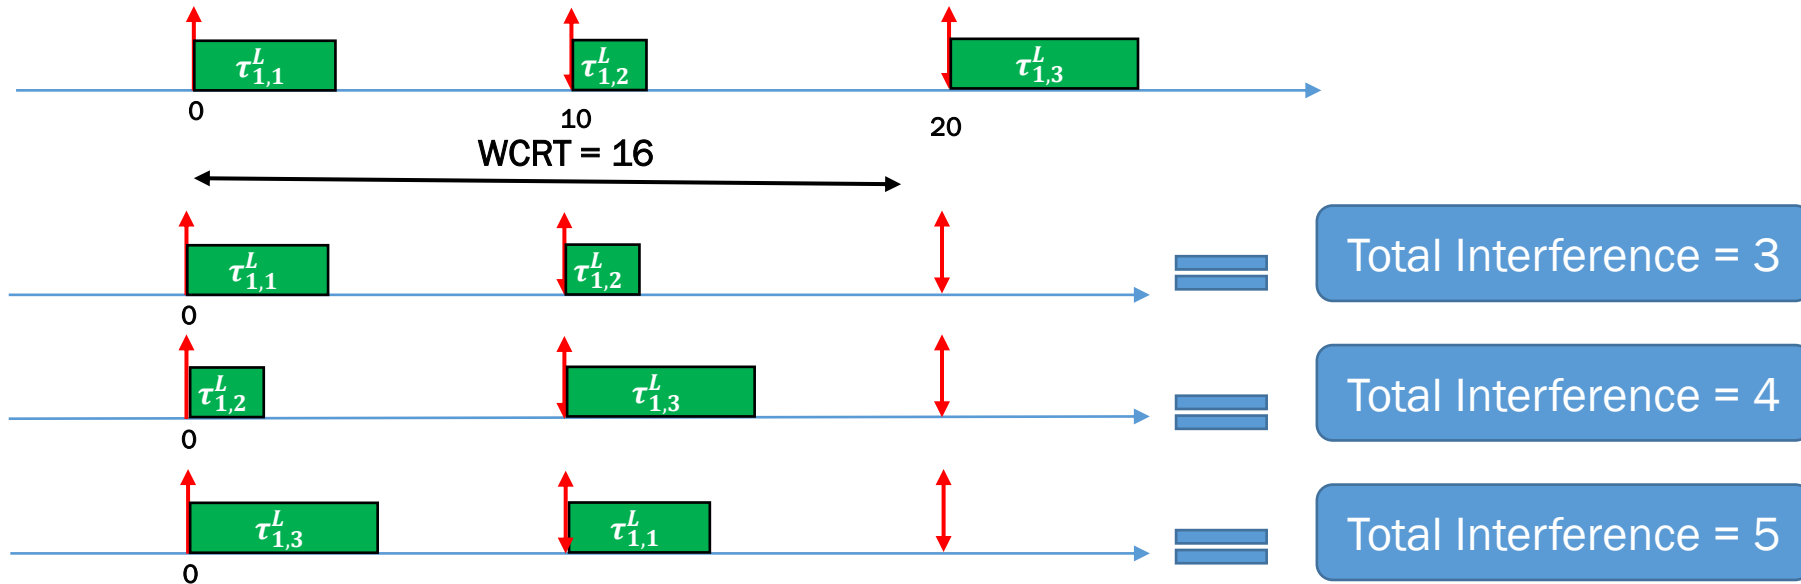 τ^L_{1,1} τ^L_{1,2} τ^L_{1,3}
0 10 20
WCRT = 16
τ^L_{1,1} τ^L_{1,2} Total Interference = 3
0
τ^L_{1,2} τ^L_{1,3} Total Interference = 4
0
τ^L_{1,3} τ^L_{1,1} Total Interference = 5
0